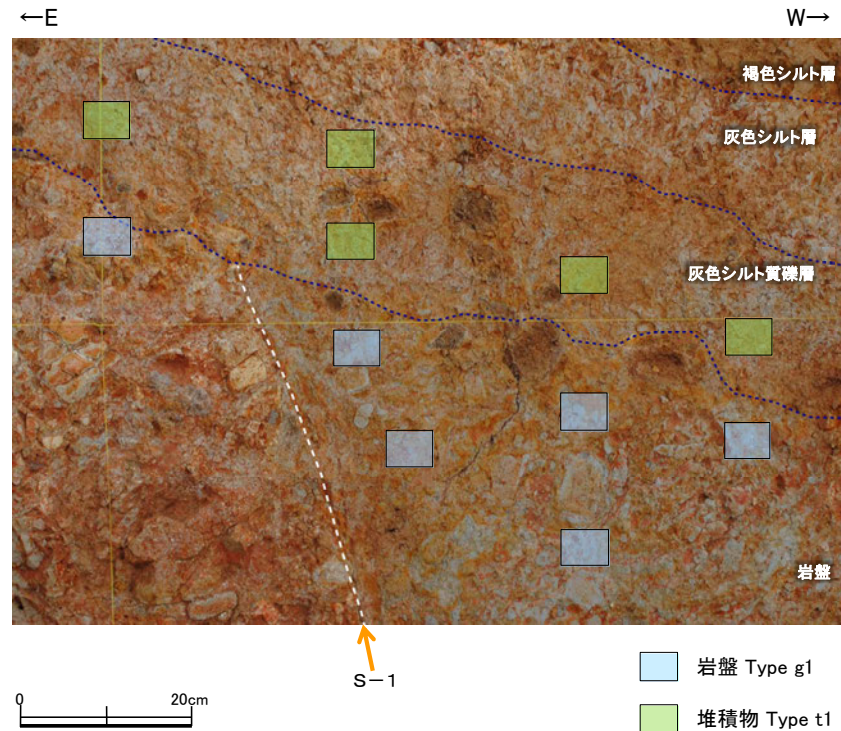 ←E
W→
褐色シルト層
灰色シルト層
灰色シルト質礫層
岩盤
S－1
0
20cm
岩盤 Type g1
堆積物 Type t1